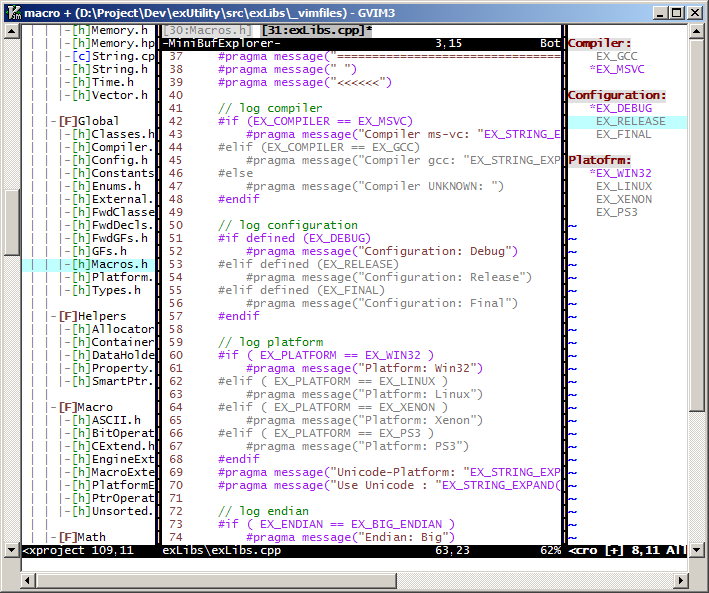 macro + (D:\Project\Dev\exUtility\src\exLibs\_vimfiles) - GVIM3
-[h]Memory.h
-[h]Memory.hp
-[c]String.cp
-[h]String.h
-[h]Time.h
-[h]Vector.h
-[F]Global
-[h]Classes.h
-[h]Compiler.
-[h]Config.h
-[h]Constants
-[h]Enums.h
-[h]External.
-[h]FwdClasse
-[h]FwdDecls.
-[h]FwdGFs.h
-[h]GFs.h
-[h]Macros.h
-[h]Platform.
-[h]Types.h
-[F]Helpers
-[h]Allocator
-[h]Container
-[h]DataHolde
-[h]Property.
-[h]SmartPtr.
-[F]Macro
-[h]ASCII.h
-[h]BitOperat
-[h]CExtend.h
-[h]EngineExt
-[h]MacroExte
-[h]PlatformE
-[h]PtrOperat
-[h]Unsorted.
-[F]Math
<xproject 109,11
[30:Macros.h] [31:exLibs.cpp]*
-MiniBufExplorer- 3,15 Bot
37 #pragma message("================================
38 #pragma message(" ")
39 #pragma message("<<<<<<")
40
41 // log compiler
42 #if (EX_COMPILER == EX_MSVC)
43 #pragma message("Compiler ms-vc: "EX_STRING_E
44 #elif (EX_COMPILER == EX_GCC)
45 #pragma message("Compiler gcc: "EX_STRING_EXP
46 #else
47 #pragma message("Compiler UNKNOWN: ")
48 #endif
49
50 // log configuration
51 #if defined (EX_DEBUG)
52 #pragma message("Configuration: Debug")
53 #elif defined (EX_RELEASE)
54 #pragma message("Configuration: Release")
55 #elif defined (EX_FINAL)
56 #pragma message("Configuration: Final")
57 #endif
58
59 // log platform
60 #if ( EX_PLATFORM == EX_WIN32 )
61 #pragma message("Platform: Win32")
62 #elif ( EX_PLATFORM == EX_LINUX )
63 #pragma message("Platform: Linux")
64 #elif ( EX_PLATFORM == EX_XENON )
65 #pragma message("Platform: Xenon")
66 #elif ( EX_PLATFORM == EX_PS3 )
67 #pragma message("Platform: PS3")
68 #endif
69 #pragma message("Unicode-Platform: "EX_STRING_EXP
70 #pragma message("Use Unicode : "EX_STRING_EXPAND(
71
72 // log endian
73 #if ( EX_ENDIAN == EX_BIG_ENDIAN )
74 #pragma message("Endian: Big")
exLibs\exLibs.cpp 63,23 62%
Compiler:
EX_GCC
*EX_MSVC
Configuration:
*EX_DEBUG
EX_RELEASE
EX_FINAL
Platofrm:
*EX_WIN32
EX_LINUX
EX_XENON
EX_PS3
<cro [+] 8,11 All